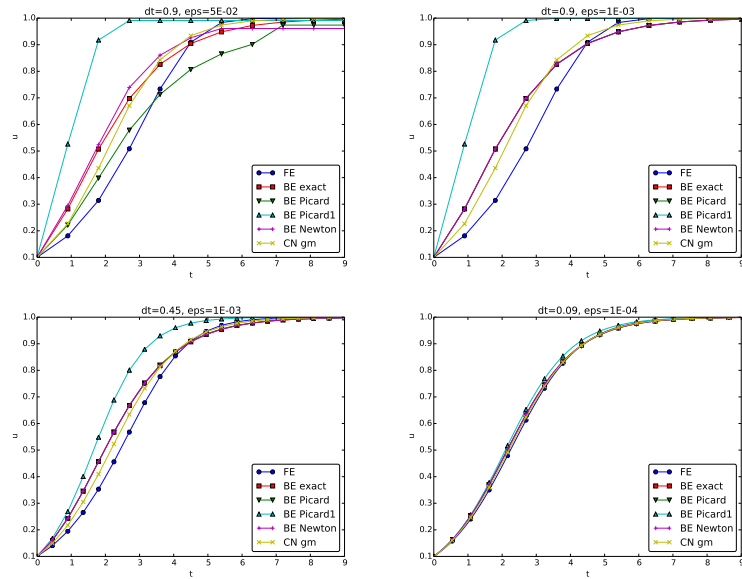 dt=0.9, eps=5E-02
1.0
0.9
0.8
0.7
0.6
0.5
0.4
0.3
0.2
0.1
u
0 1 2 3 4 5 6 7 8 9
t
FE
BE exact
BE Picard
BE Picard1
BE Newton
CN gm
dt=0.9, eps=1E-03
1.0
0.9
0.8
0.7
0.6
0.5
0.4
0.3
0.2
0.1
u
0 1 2 3 4 5 6 7 8 9
t
FE
BE exact
BE Picard
BE Picard1
BE Newton
CN gm
dt=0.45, eps=1E-03
1.0
0.9
0.8
0.7
0.6
0.5
0.4
0.3
0.2
0.1
u
0 1 2 3 4 5 6 7 8 9
t
FE
BE exact
BE Picard
BE Picard1
BE Newton
CN gm
dt=0.09, eps=1E-04
1.0
0.9
0.8
0.7
0.6
0.5
0.4
0.3
0.2
0.1
u
0 1 2 3 4 5 6 7 8 9
t
FE
BE exact
BE Picard
BE Picard1
BE Newton
CN gm